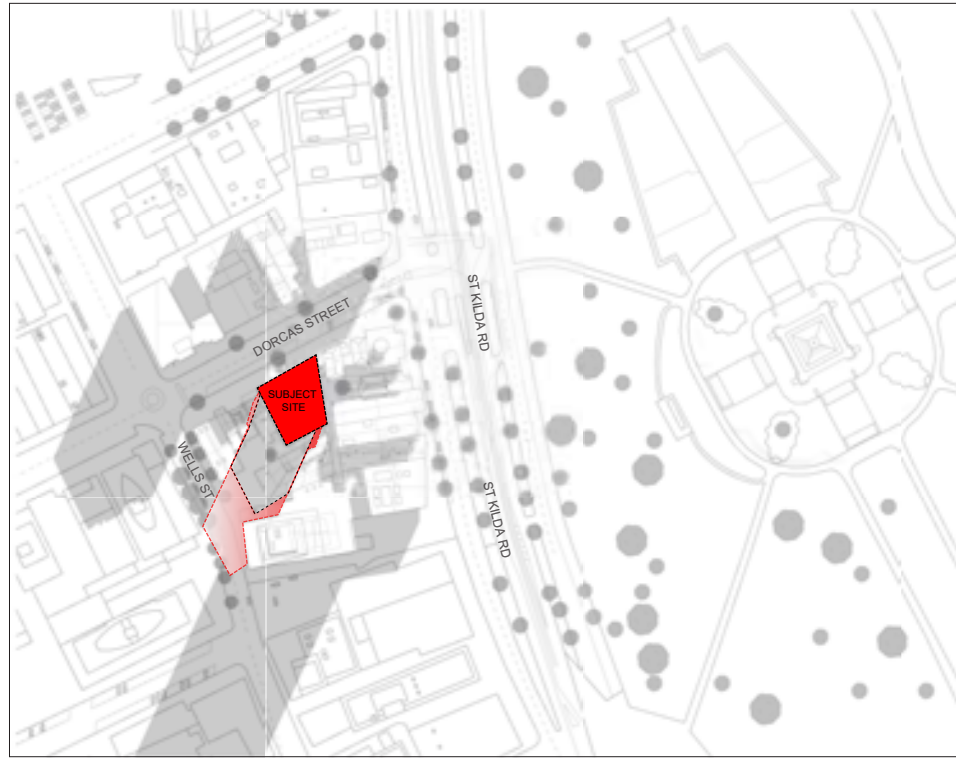 ST KILDA RD
DORCAS STREET
SUBJECT
SITE
WELLS ST
ST KILDA RD